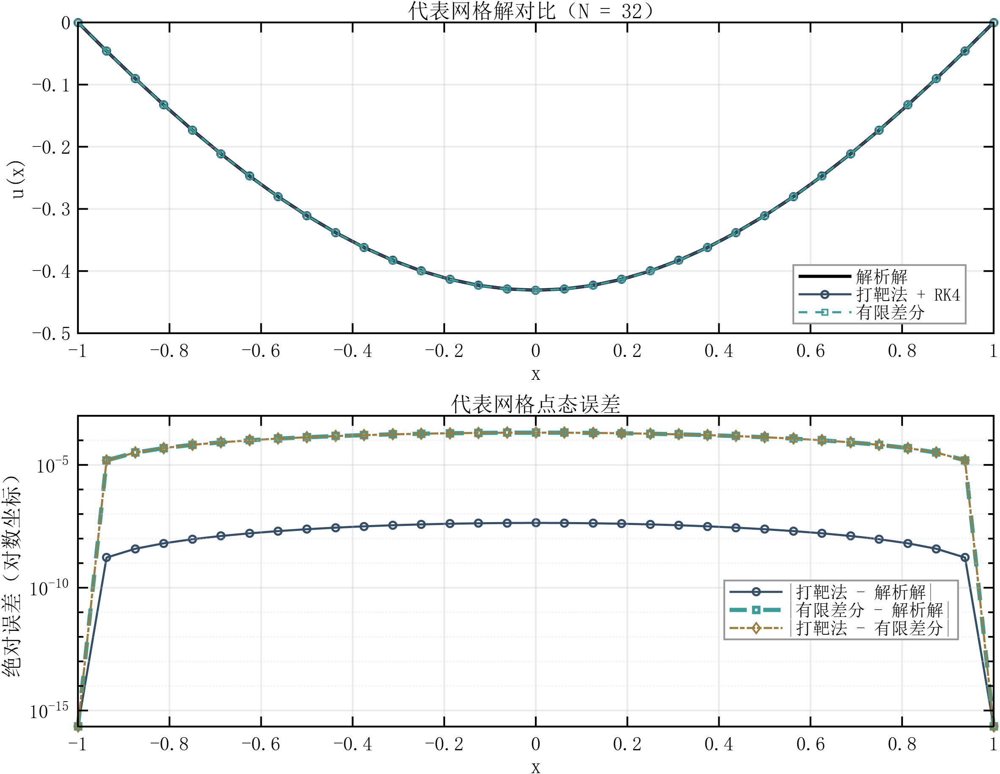 代表网格解对比（N = 32）
0
-0.1
-0.2
-0.3
-0.4
-0.5
u(x)
解析解
打靶法 + RK4
有限差分
-1 -0.8 -0.6 -0.4 -0.2 0 0.2 0.4 0.6 0.8 1
x
代表网格点态误差
10^-5
10^-10
10^-15
绝对误差（对数坐标）
|打靶法 - 解析解|
|有限差分 - 解析解|
|打靶法 - 有限差分|
-1 -0.8 -0.6 -0.4 -0.2 0 0.2 0.4 0.6 0.8 1
x